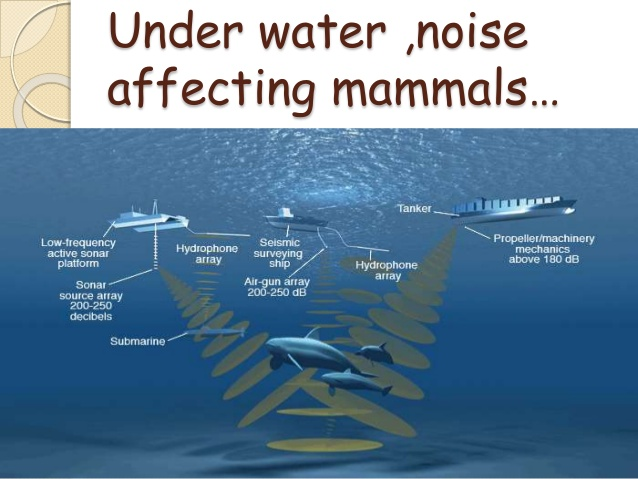 Under water ,noise
affecting mammals...
Tanker
Low-frequency
active sonar
platform
Hydrophone
array
Seismic
surveying
ship
Propeller/machinery
mechanics
above 180 dB
Hydrophone
array
Sonar
source array
200-250
decibels
Air-gun array
200-250 dB
Submarine